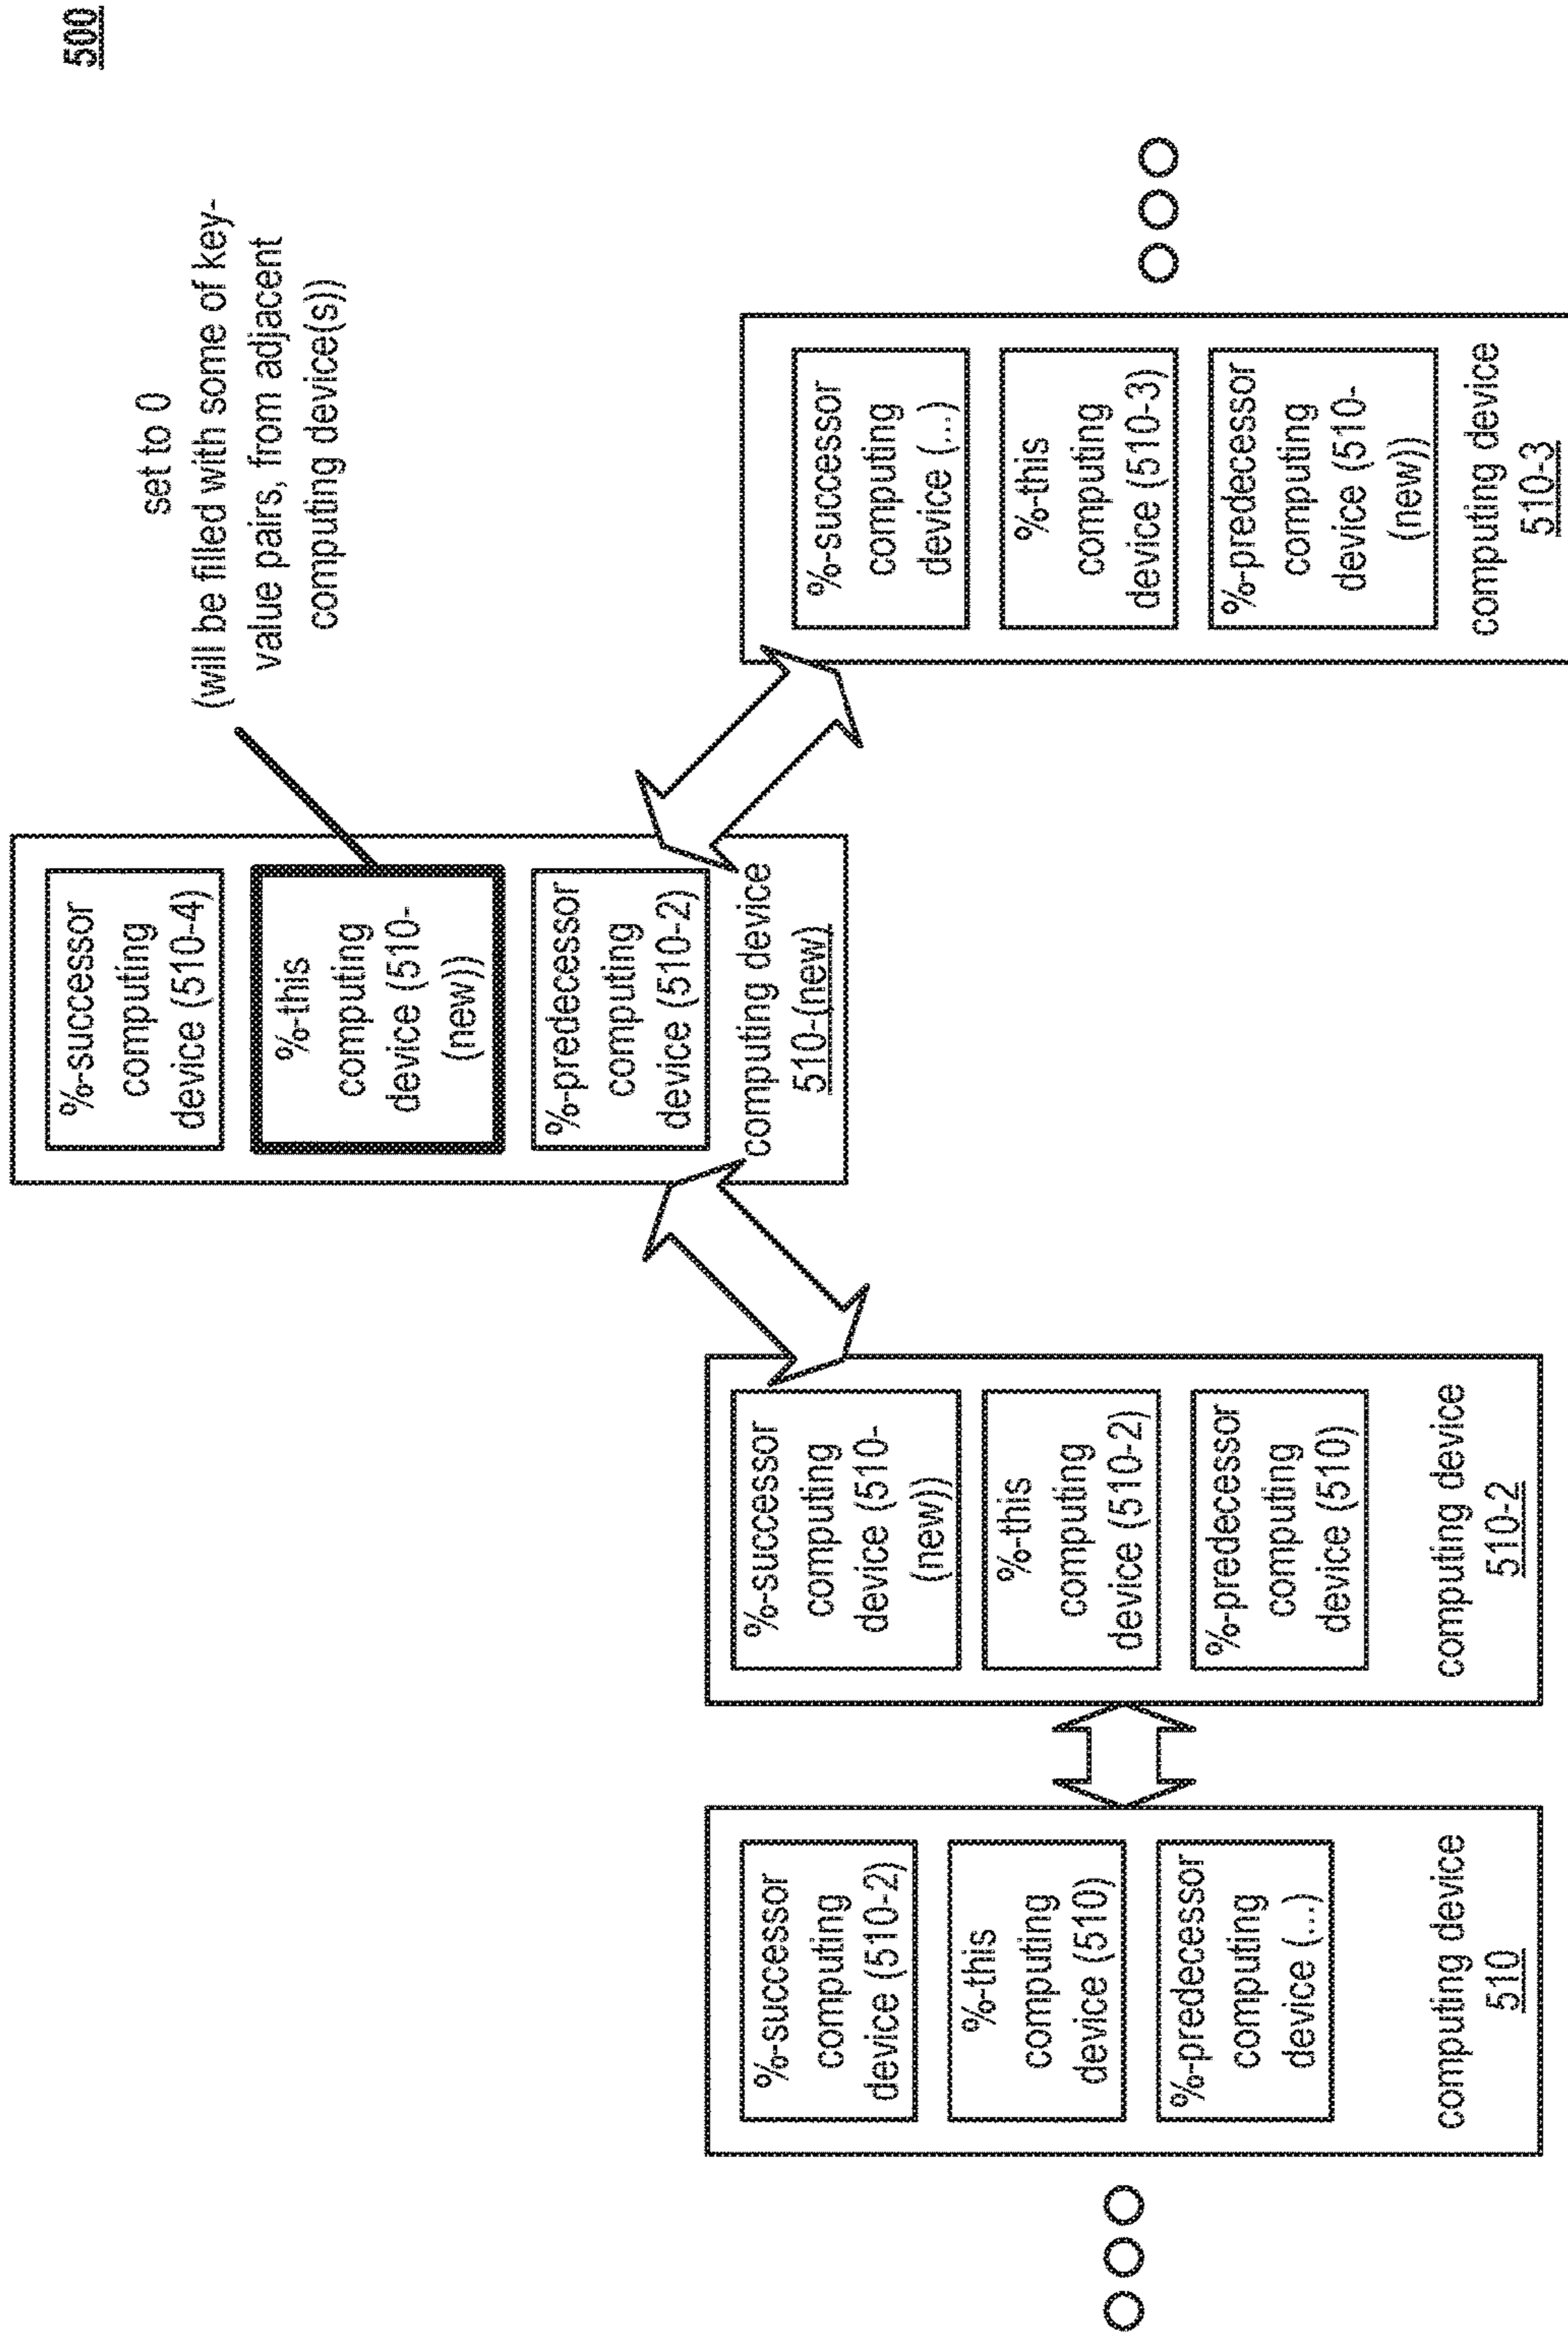 500
set to 0
(will be filled with some of key-
value pairs, from adjacent
computing device(s))
%-successor
computing
device (510-4)
%-this
computing
device (510-
(new))
%-predecessor
computing
device (510-2)
computing device
510-(new)
%-successor
computing
device (510-2)
%-this
computing
device (510)
%-predecessor
computing
device (...)
computing device
510
%-successor
computing
device (510-
(new))
%-this
computing
device (510-2)
%-predecessor
computing
device (510)
computing device
510-2
%-successor
computing
device (...)
%-this
computing
device (510-3)
%-predecessor
computing
device (510-
(new))
computing device
510-3